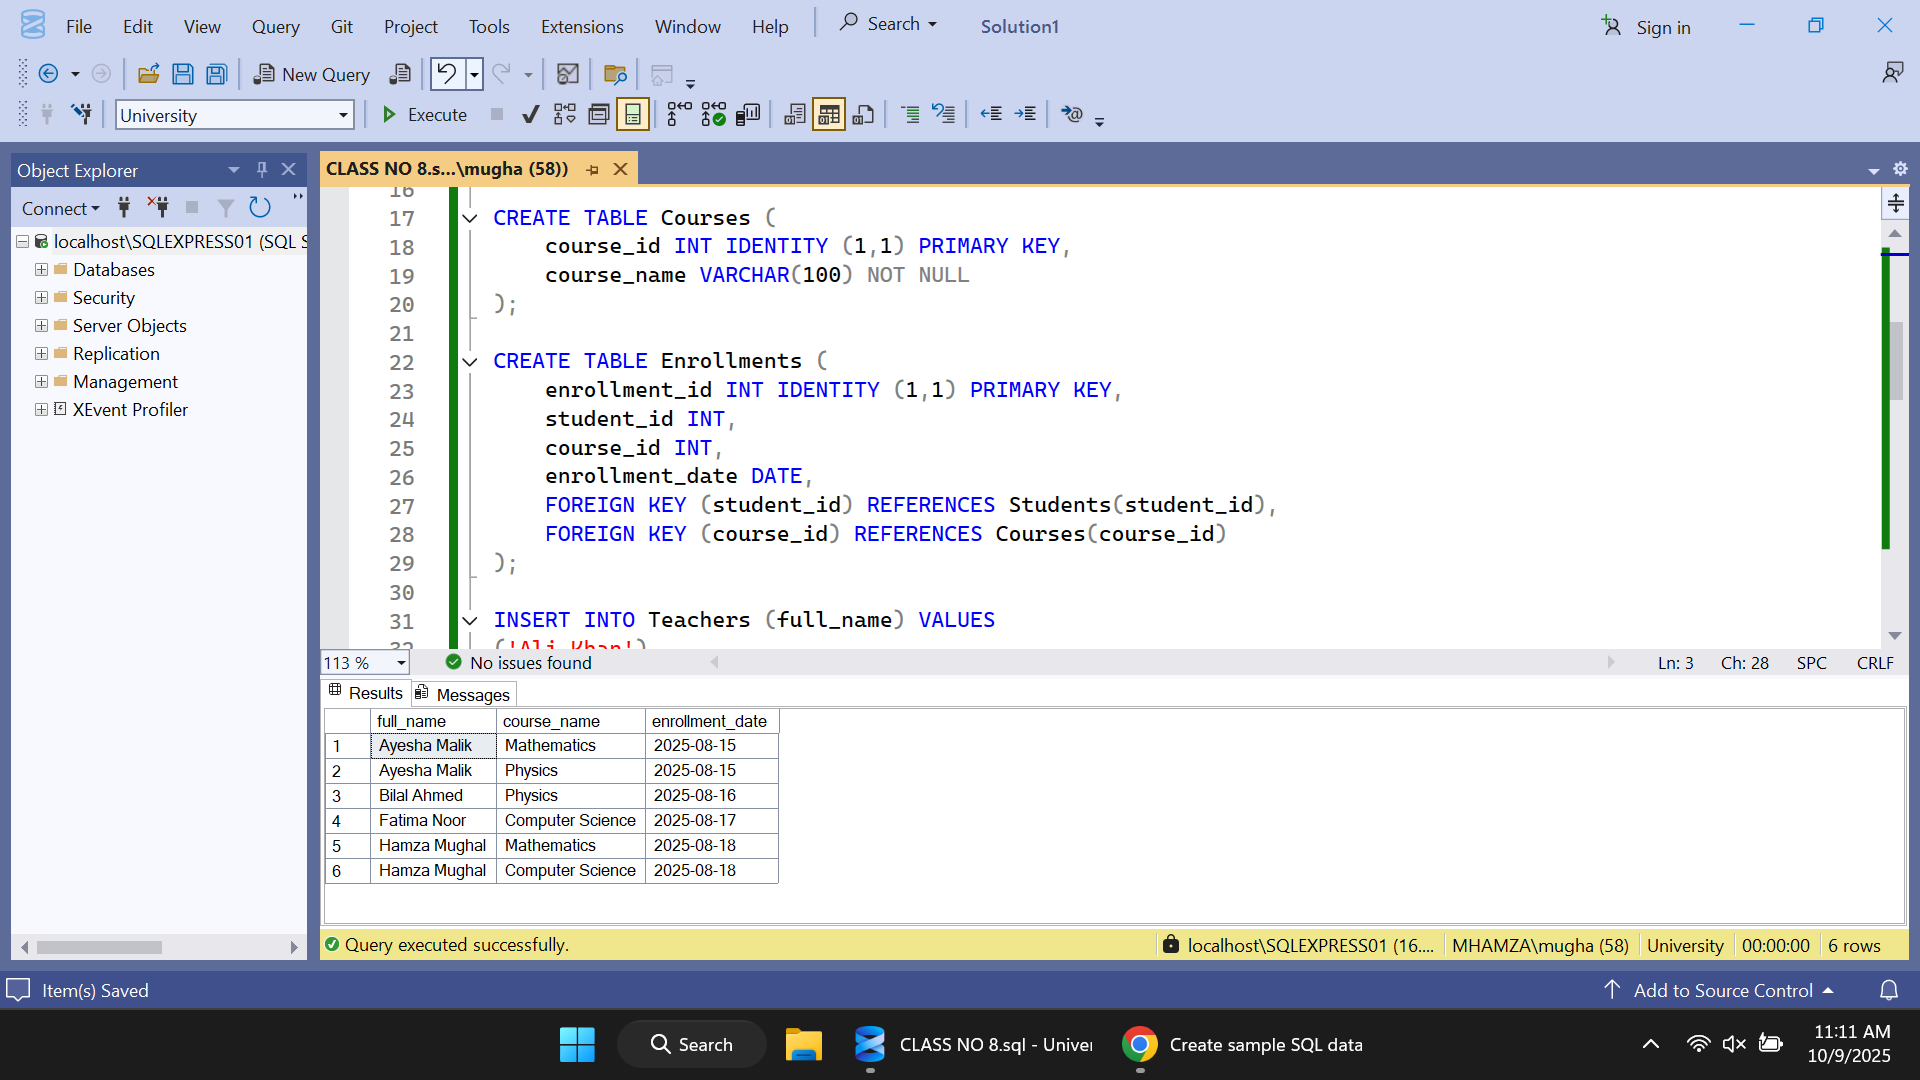 File Edit View Query Git Project Tools Extensions Window Help Search Solution1 Sign in
New Query
University Execute
Object Explorer
Connect
localhost\SQLEXPRESS01 (SQL S
Databases
Security
Server Objects
Replication
Management
XEvent Profiler
CLASS NO 8.s...\mugha (58))
16
17 CREATE TABLE Courses (
18 course_id INT IDENTITY (1,1) PRIMARY KEY,
19 course_name VARCHAR(100) NOT NULL
20 );
21
22 CREATE TABLE Enrollments (
23 enrollment_id INT IDENTITY (1,1) PRIMARY KEY,
24 student_id INT,
25 course_id INT,
26 enrollment_date DATE,
27 FOREIGN KEY (student_id) REFERENCES Students(student_id),
28 FOREIGN KEY (course_id) REFERENCES Courses(course_id)
29 );
30
31 INSERT INTO Teachers (full_name) VALUES
32 ('Ali Khan')
113 % No issues found Ln: 3 Ch: 28 SPC CRLF
Results Messages
full_name course_name enrollment_date
1 Ayesha Malik Mathematics 2025-08-15
2 Ayesha Malik Physics 2025-08-15
3 Bilal Ahmed Physics 2025-08-16
4 Fatima Noor Computer Science 2025-08-17
5 Hamza Mughal Mathematics 2025-08-18
6 Hamza Mughal Computer Science 2025-08-18
Query executed successfully. localhost\SQLEXPRESS01 (16.... MHAMZA\mugha (58) University 00:00:00 6 rows
Item(s) Saved Add to Source Control
Search CLASS NO 8.sql - Univer Create sample SQL data
11:11 AM
10/9/2025